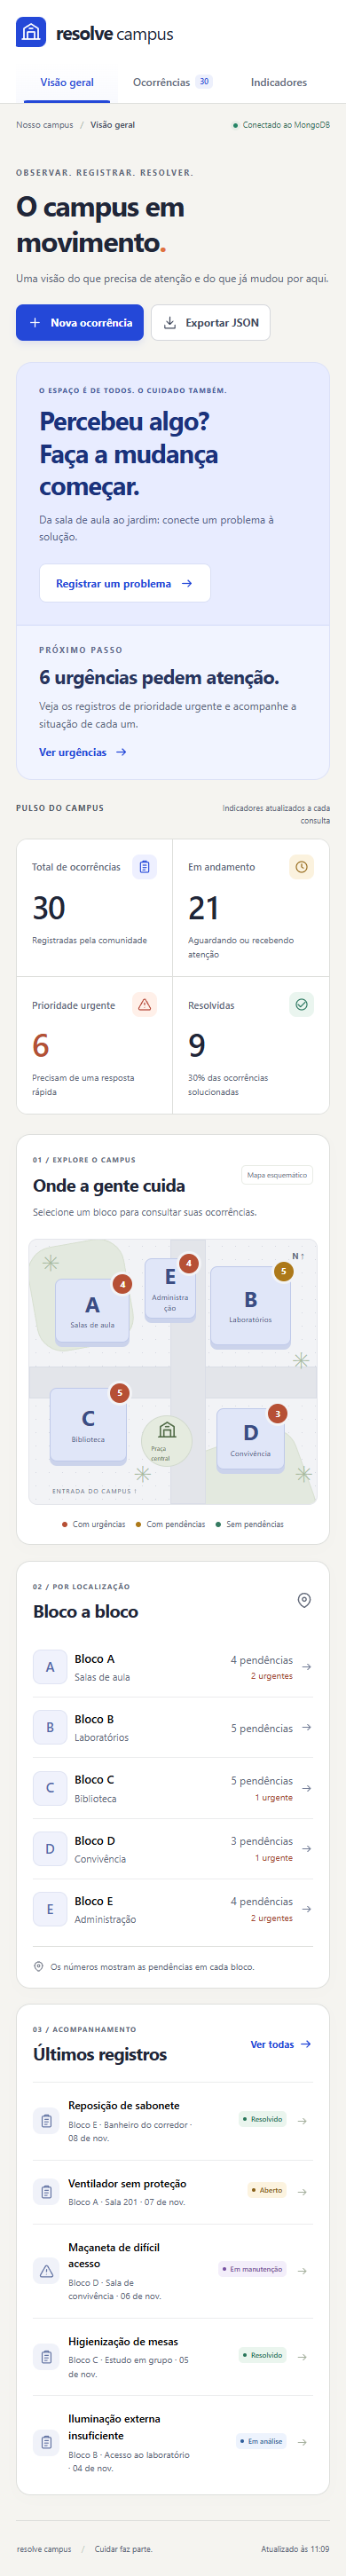 resolve campus
Visão geral
Ocorrências 30
Indicadores
Nosso campus / Visão geral
Conectado ao MongoDB
OBSERVAR. REGISTRAR. RESOLVER.
O campus em
movimento.
Uma visão do que precisa de atenção e do que já mudou por aqui.
Nova ocorrência
Exportar JSON
O ESPAÇO É DE TODOS. O CUIDADO TAMBÉM.
Percebeu algo?
Faça a mudança
começar.
Da sala de aula ao jardim: conecte um problema à
solução.
Registrar um problema
PRÓXIMO PASSO
6 urgências pedem atenção.
Veja os registros de prioridade urgente e acompanhe a
situação de cada um.
Ver urgências
PULSO DO CAMPUS
Indicadores atualizados a cada
consulta
Total de ocorrências
30
Registradas pela comunidade
Em andamento
21
Aguardando ou recebendo
atenção
Prioridade urgente
6
Precisam de uma resposta
rápida
Resolvidas
9
30% das ocorrências
solucionadas
01 / EXPLORE O CAMPUS
Onde a gente cuida
Mapa esquemático
Selecione um bloco para consultar suas ocorrências.
N ↑
A
Salas de aula
4
E
Administra
ção
4
B
Laboratórios
5
C
Biblioteca
5
Praça
central
D
Convivência
3
ENTRADA DO CAMPUS ↑
Com urgências
Com pendências
Sem pendências
02 / POR LOCALIZAÇÃO
Bloco a bloco
A
Bloco A
Salas de aula
4 pendências
2 urgentes
B
Bloco B
Laboratórios
5 pendências
C
Bloco C
Biblioteca
5 pendências
1 urgente
D
Bloco D
Convivência
3 pendências
1 urgente
E
Bloco E
Administração
4 pendências
2 urgentes
Os números mostram as pendências em cada bloco.
03 / ACOMPANHAMENTO
Últimos registros
Ver todas
Reposição de sabonete
Bloco E · Banheiro do corredor ·
08 de nov.
Resolvido
Ventilador sem proteção
Bloco A · Sala 201 · 07 de nov.
Aberto
Maçaneta de difícil
acesso
Bloco D · Sala de
convivência · 06 de nov.
Em manutenção
Higienização de mesas
Bloco C · Estudo em grupo · 05
de nov.
Resolvido
Iluminação externa
insuficiente
Bloco B · Acesso ao laboratório
· 04 de nov.
Em análise
resolve campus / Cuidar faz parte.
Atualizado às 11:09